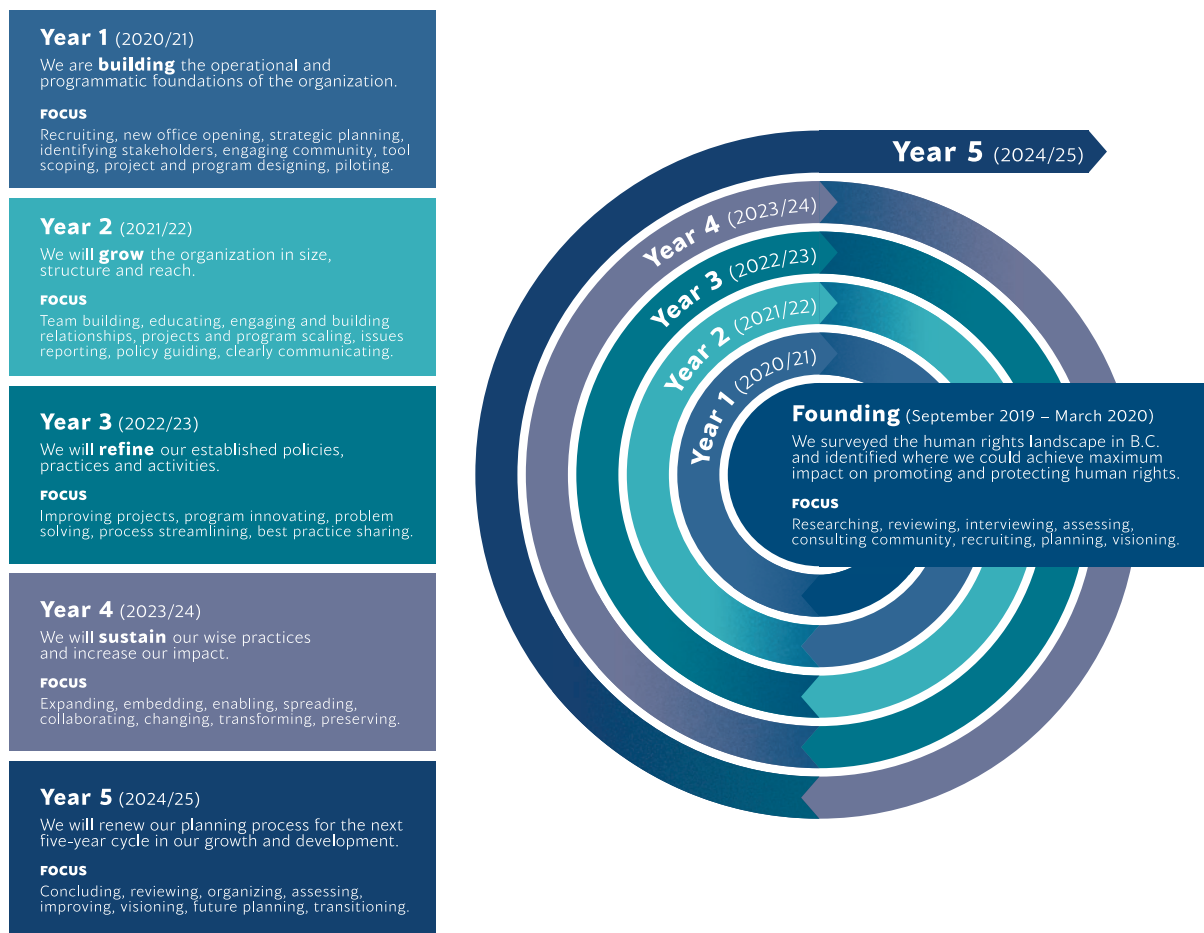 Year 1 (2020/21)
We are building the operational and
programmatic foundations of the organization.
FOCUS
Recruiting, new office opening, strategic planning,
identifying stakeholders, engaging community, tool
scoping, project and program designing, piloting.
Year 2 (2021/22)
We will grow the organization in size,
structure and reach.
FOCUS
Team building, educating, engaging and building
relationships, projects and program scaling, issues
reporting, policy guiding, clearly communicating.
Year 3 (2022/23)
We will refine our established policies,
practices and activities.
FOCUS
Improving projects, program innovating, problem
solving, process streamlining, best practice sharing.
Year 4 (2023/24)
We will sustain our wise practices
and increase our impact.
FOCUS
Expanding, embedding, enabling, spreading,
collaborating, changing, transforming, preserving.
Year 5 (2024/25)
We will renew our planning process for the next
five-year cycle in our growth and development.
FOCUS
Concluding, reviewing, organizing, assessing,
improving, visioning, future planning, transitioning.
Year 5 (2024/25)
Year 4 (2023/24)
Year 3 (2022/23)
Year 2 (2021/22)
Year 1 (2020/21)
Founding (September 2019 – March 2020)
We surveyed the human rights landscape in B.C.
and identified where we could achieve maximum
impact on promoting and protecting human rights.
FOCUS
Researching, reviewing, interviewing, assessing,
consulting community, recruiting, planning, visioning.